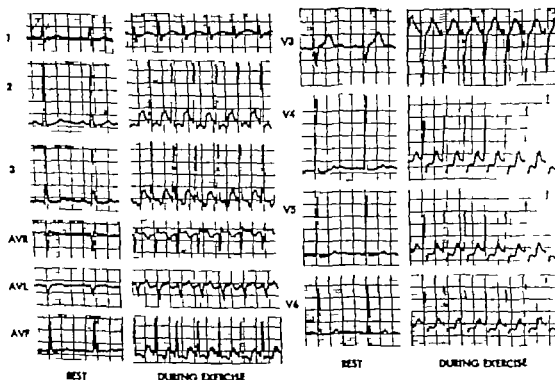 1
2
3
AVR
AVL
AVF
REST
DURING EXERCISE
V3
V4
V5
V6
REST
DURING EXERCISE